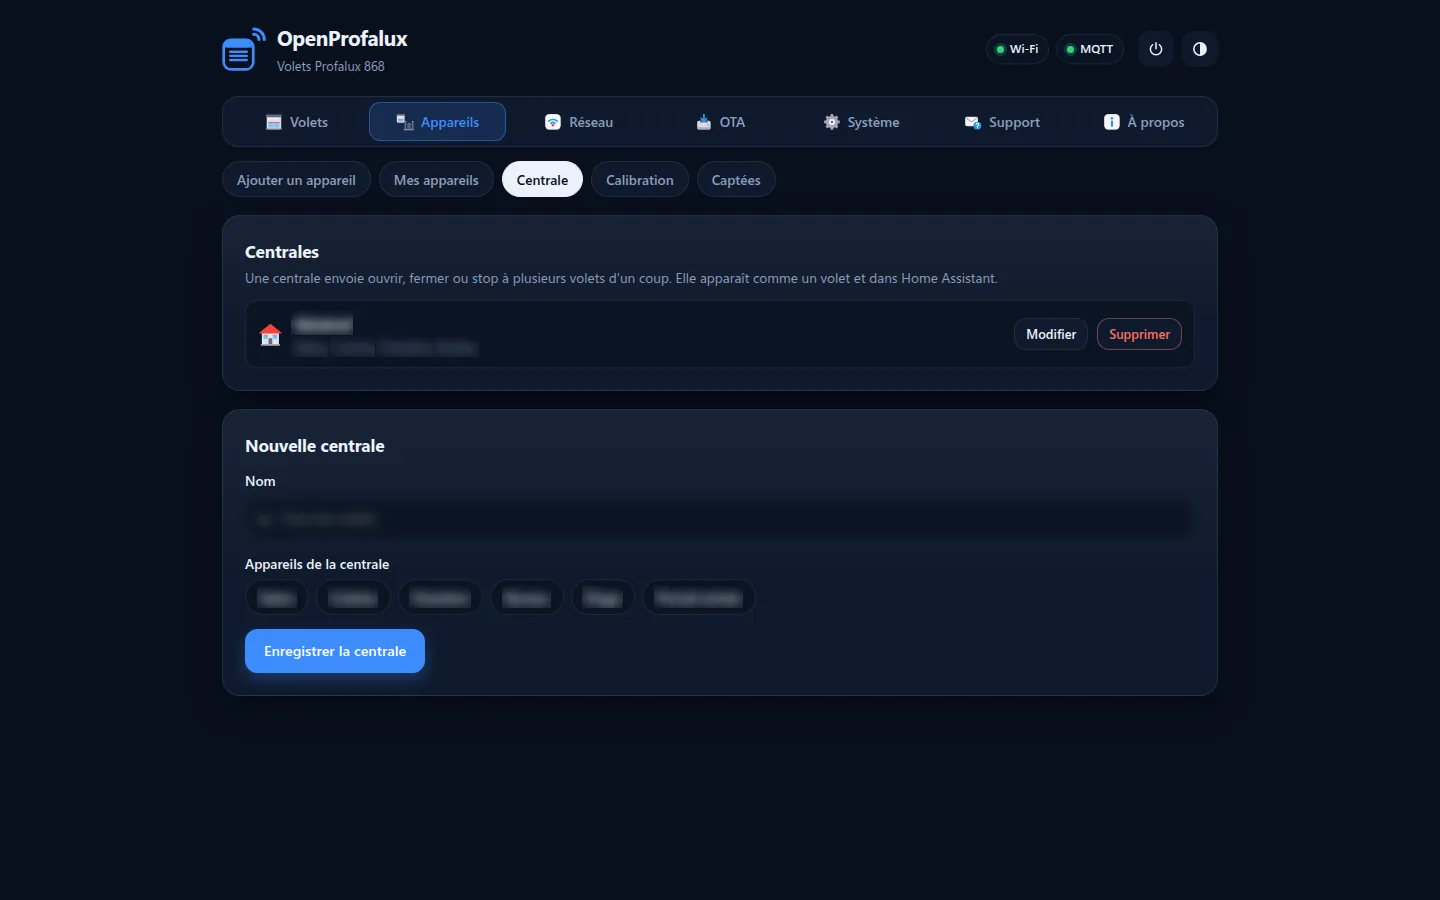 OpenProfalux
Volets Profalux 868
Wi-Fi
MQTT
Volets
Appareils
Réseau
OTA
Système
Support
À propos
Ajouter un appareil
Mes appareils
Centrale
Calibration
Captées
Centrales
Une centrale envoie ouvrir, fermer ou stop à plusieurs volets d'un coup. Elle apparaît comme un volet et dans Home Assistant.
Modifier
Supprimer
Nouvelle centrale
Nom
Appareils de la centrale
Enregistrer la centrale